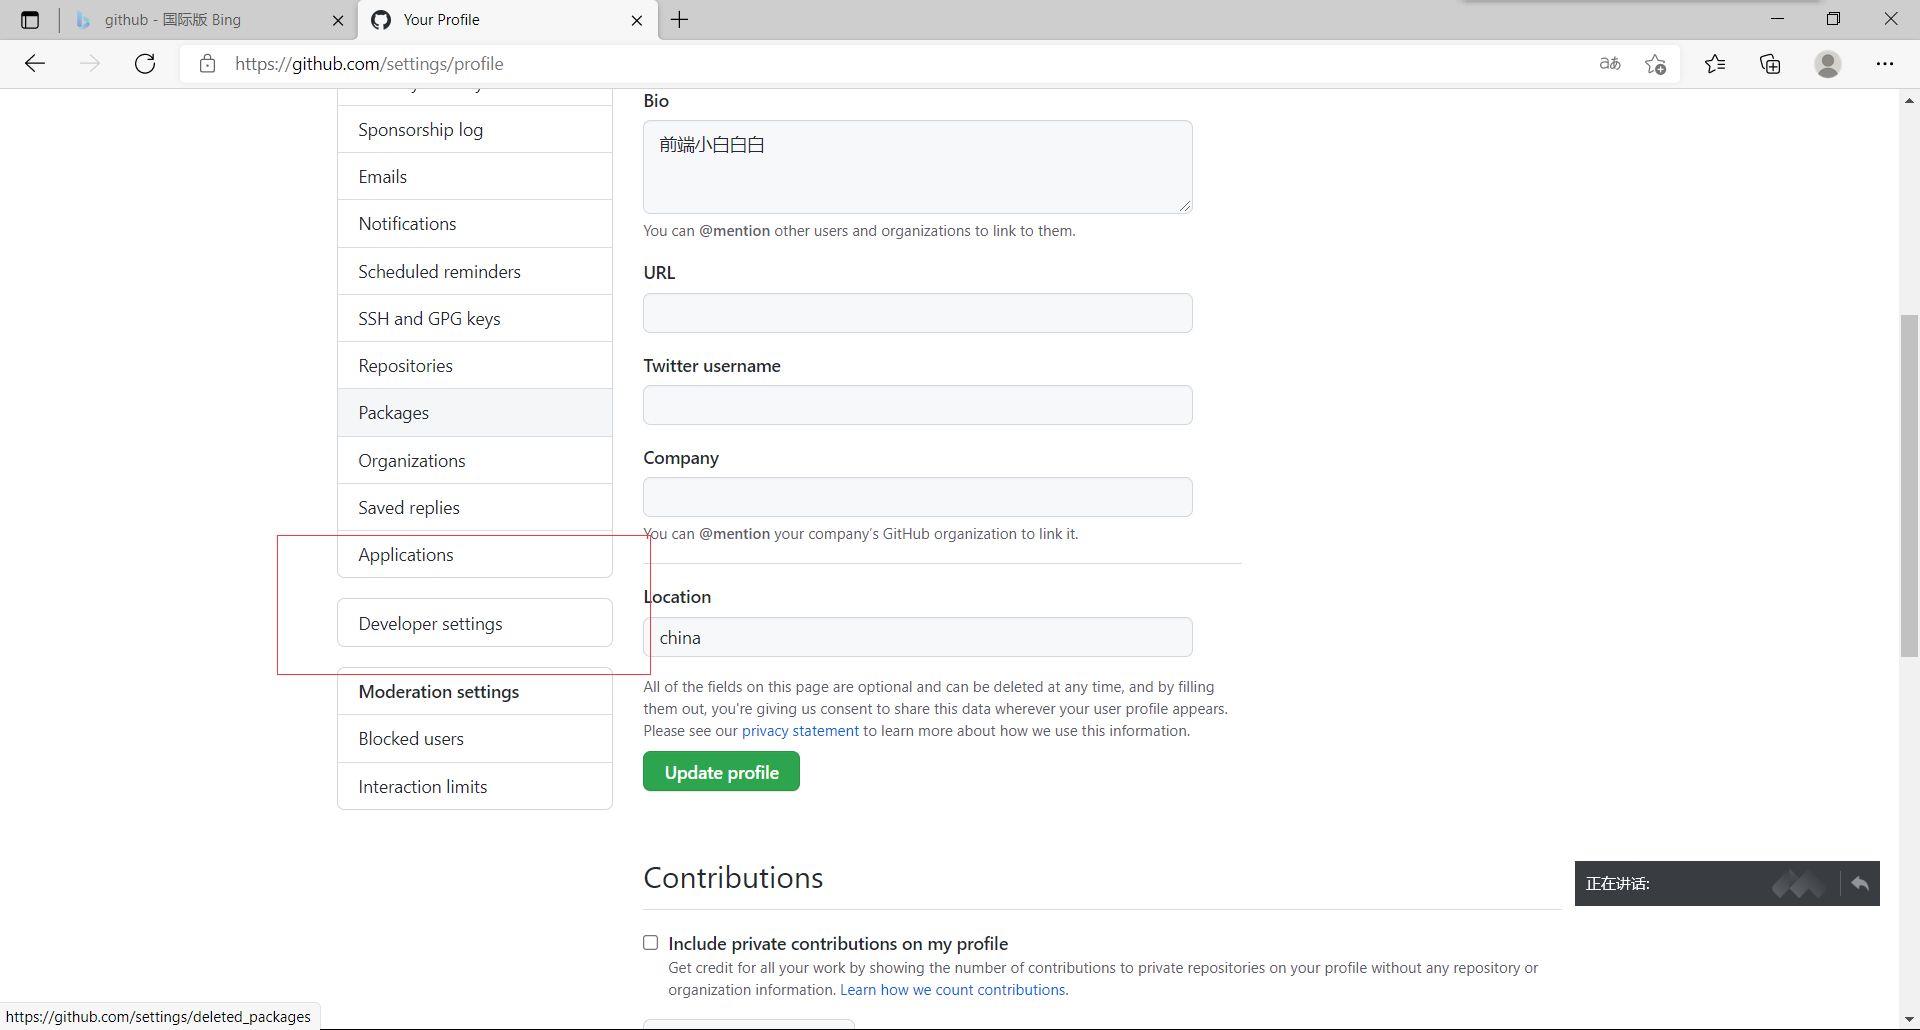 github - 国际版 Bing
Your Profile
https://github.com/settings/profile
Sponsorship log
Emails
Notifications
Scheduled reminders
SSH and GPG keys
Repositories
Packages
Organizations
Saved replies
Applications
Developer settings
Moderation settings
Blocked users
Interaction limits
Bio
前端小白白白
You can @mention other users and organizations to link to them.
URL
Twitter username
Company
You can @mention your company's GitHub organization to link it.
Location
china
All of the fields on this page are optional and can be deleted at any time, and by filling
them out, you're giving us consent to share this data wherever your user profile appears.
Please see our privacy statement to learn more about how we use this information.
Update profile
Contributions
正在讲话:
Include private contributions on my profile
Get credit for all your work by showing the number of contributions to private repositories on your profile without any repository or
organization information. Learn how we count contributions.
https://github.com/settings/deleted_packages